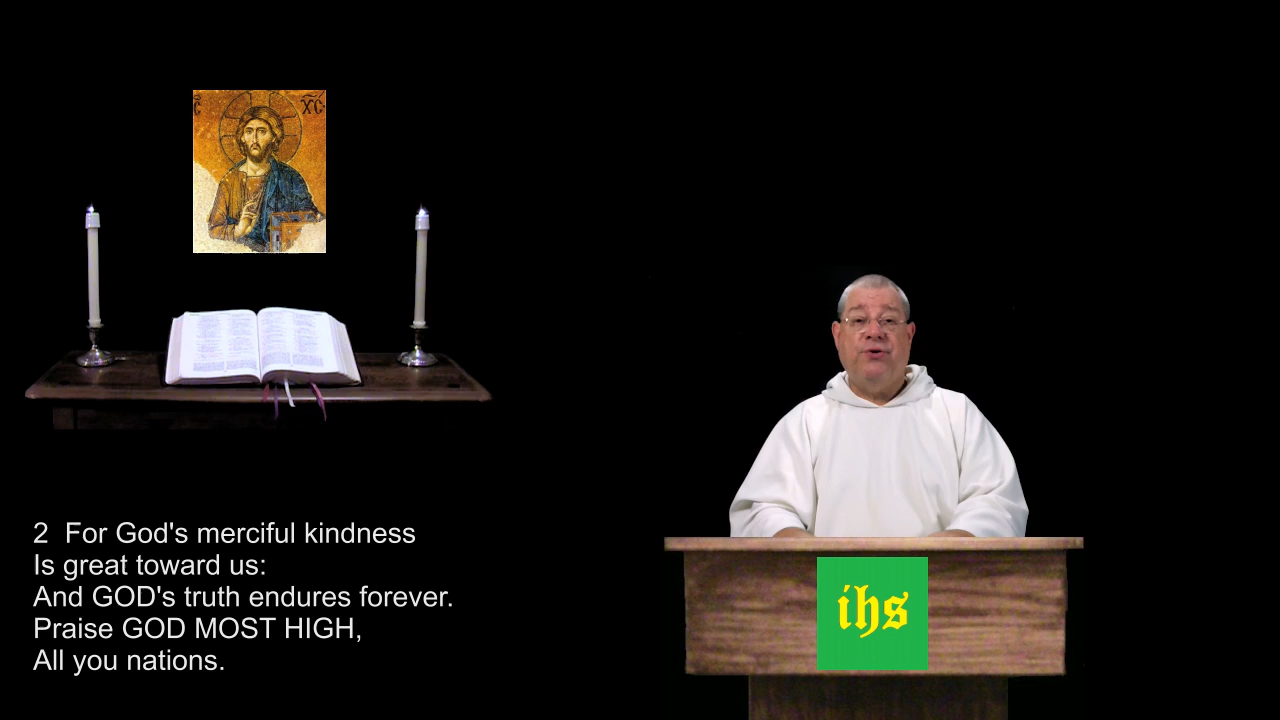 XC
2 For God's merciful kindness
Is great toward us:
And GOD's truth endures forever.
Praise GOD MOST HIGH,
All you nations.
ihs